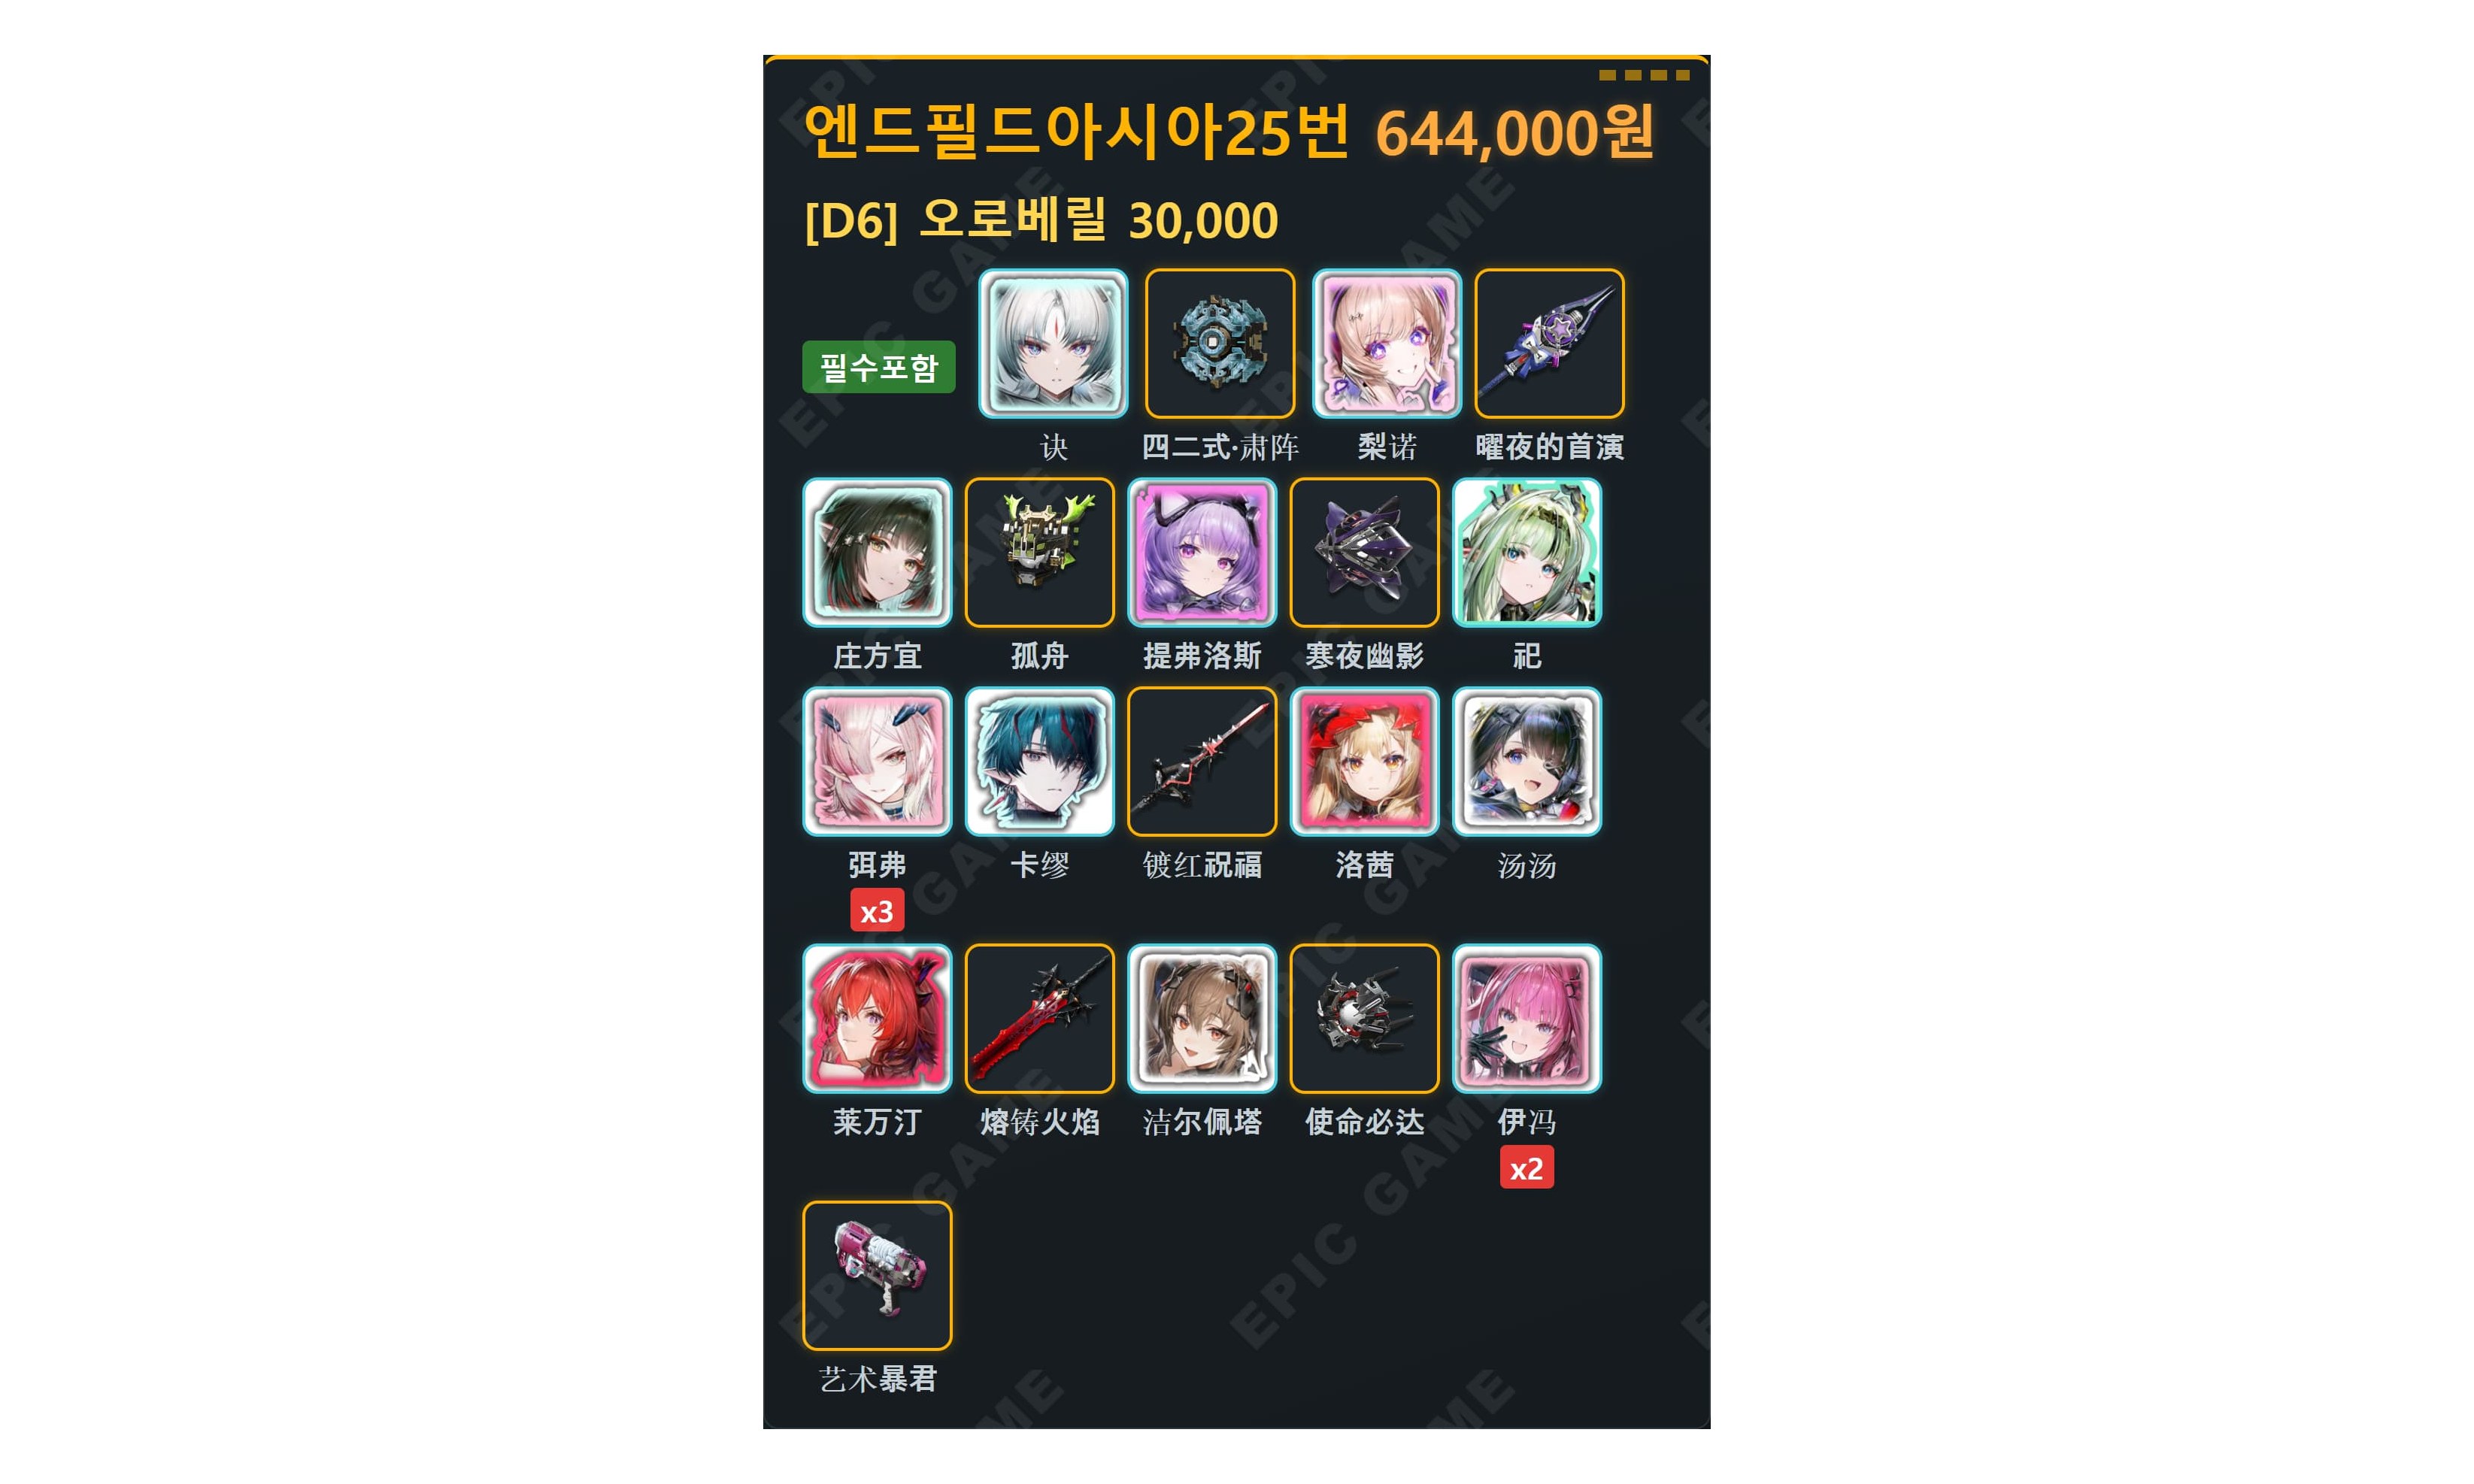 엔드필드아시아25번 644,000원
[D6] 오로베릴 30,000
필수포함
诀 四二式·肃阵 梨诺 曜夜的首演
庄方宜 孤舟 提弗洛斯 寒夜幽影 祀
弭弗 卡缪 镀红祝福 洛茜 汤汤
x3
莱万汀 熔铸火焰 洁尔佩塔 使命必达 伊冯
x2
艺术暴君
EPIC GAME